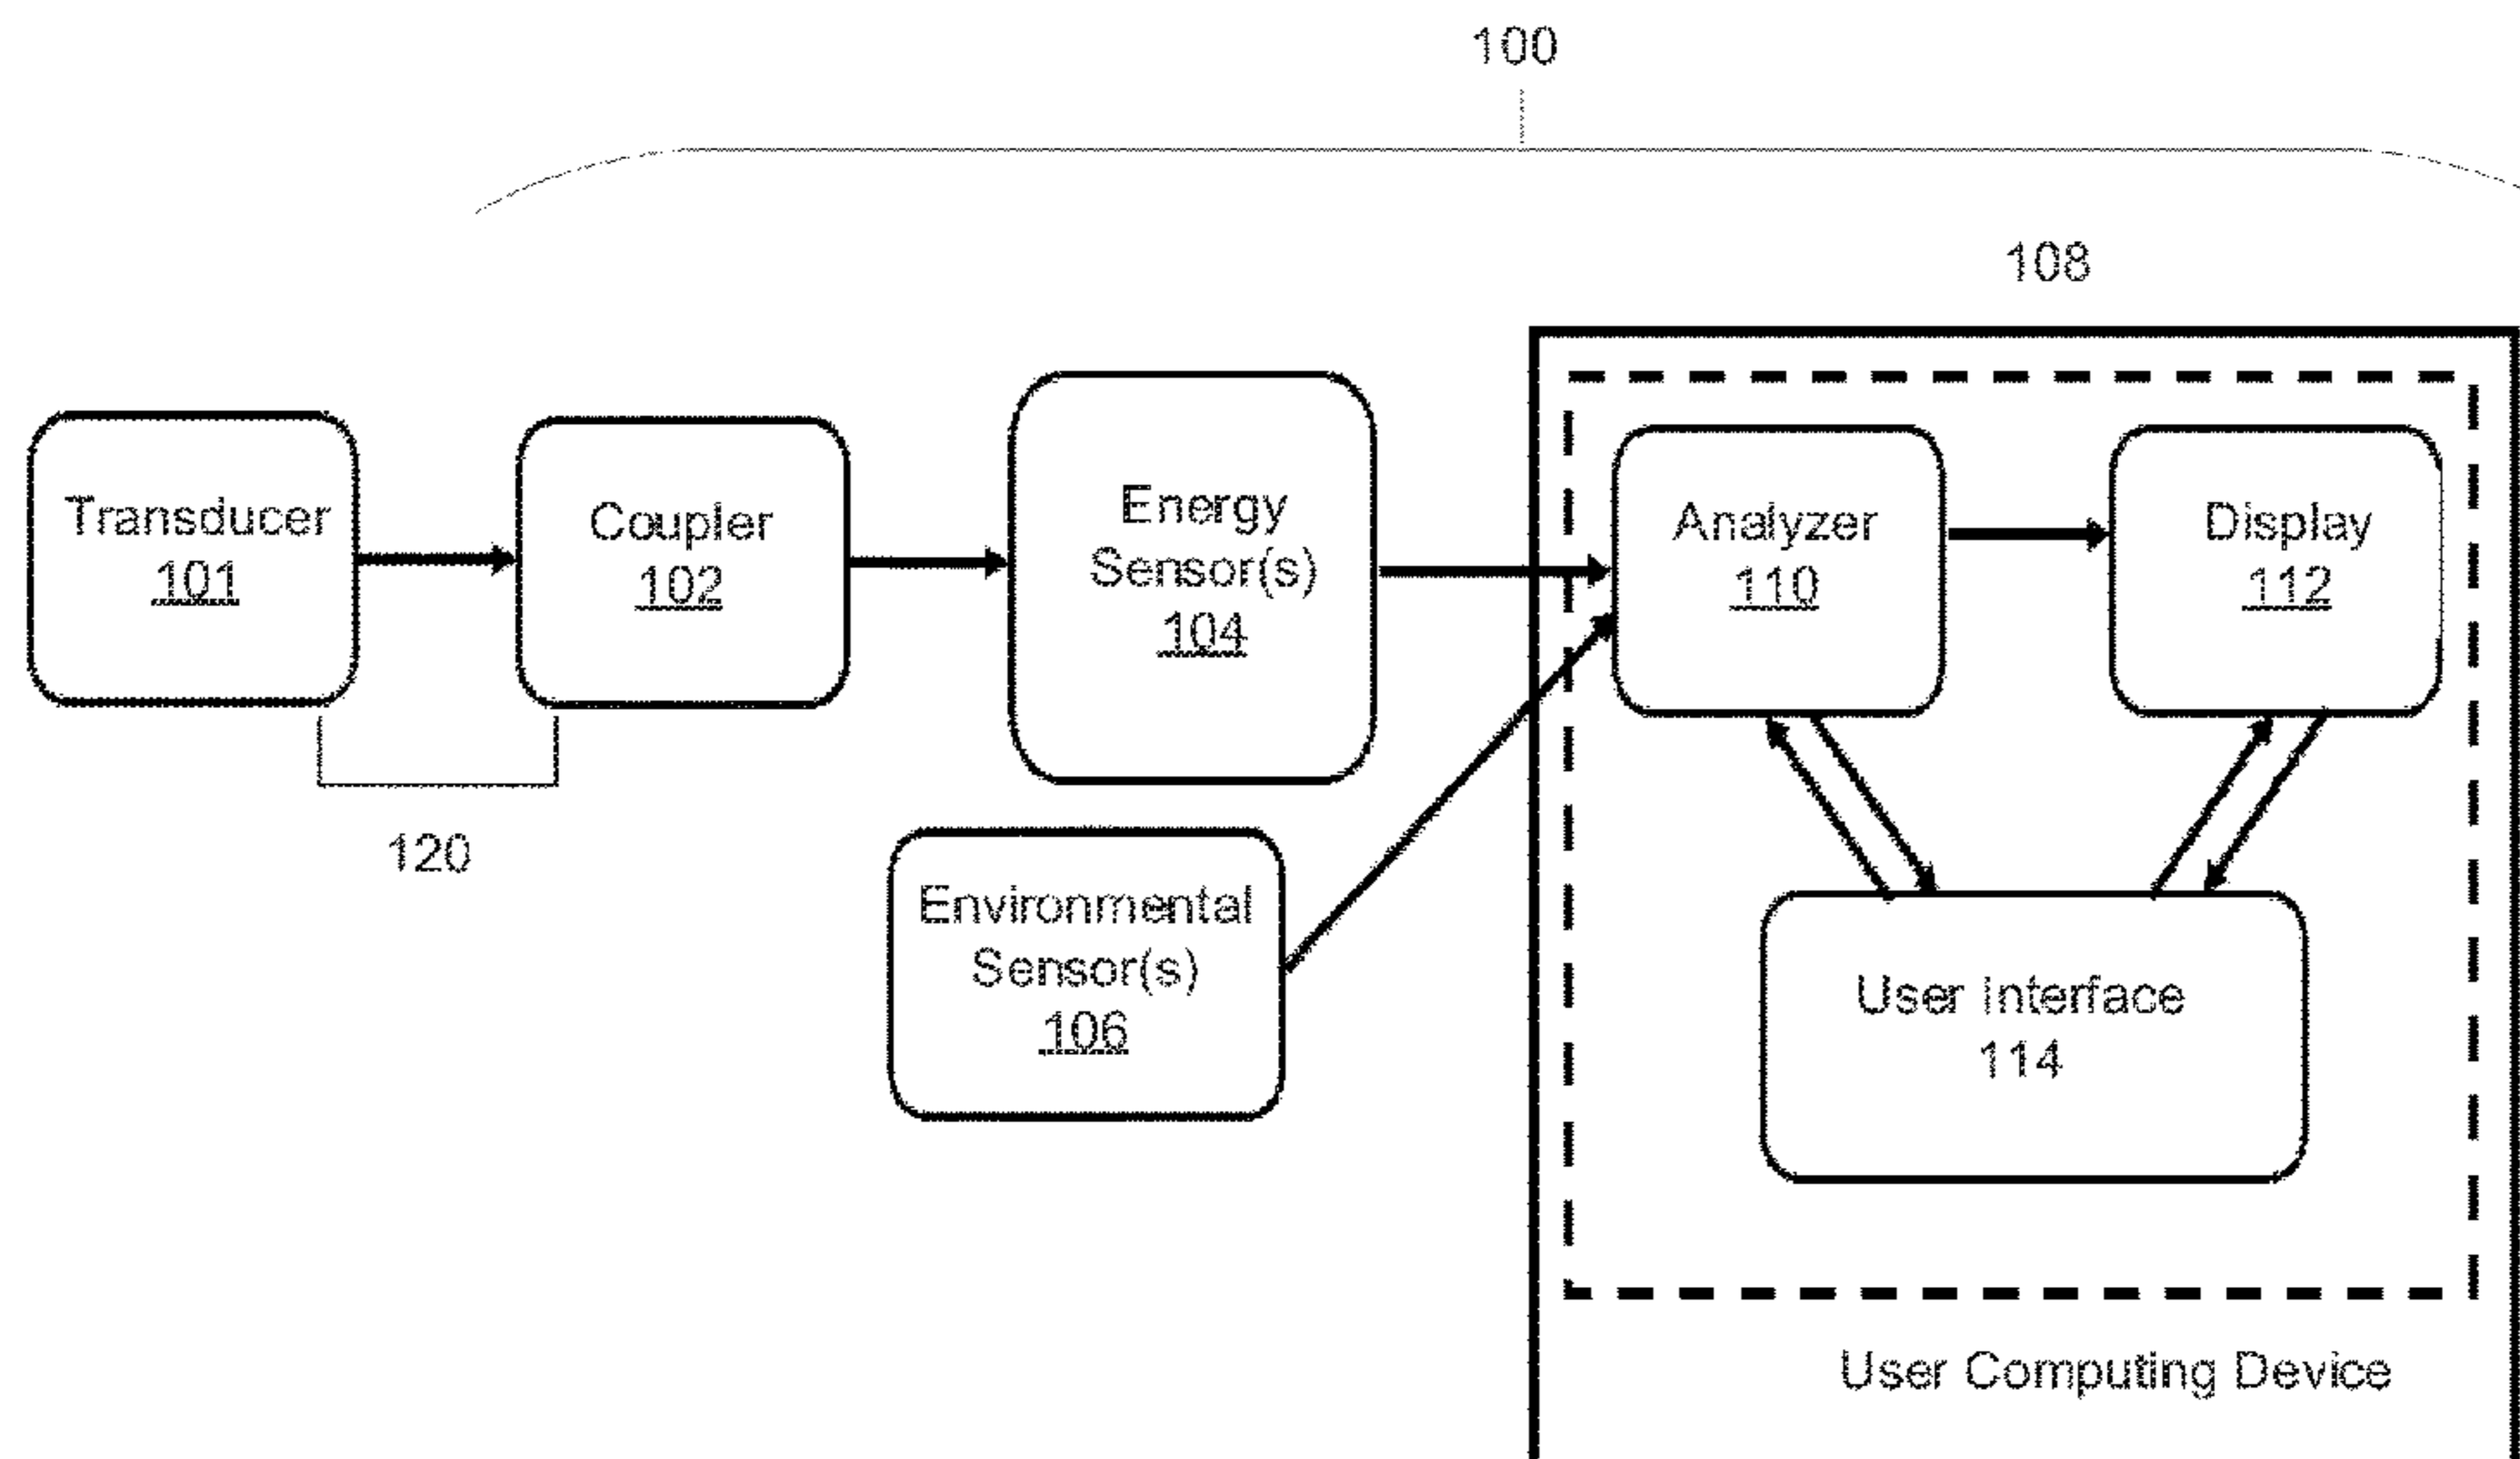 100
108
Transducer
101
Coupler
102
Energy
Sensor(s)
104
Analyzer
110
Display
112
120
Environmental
Sensor(s)
106
User Interface
114
User Computing Device